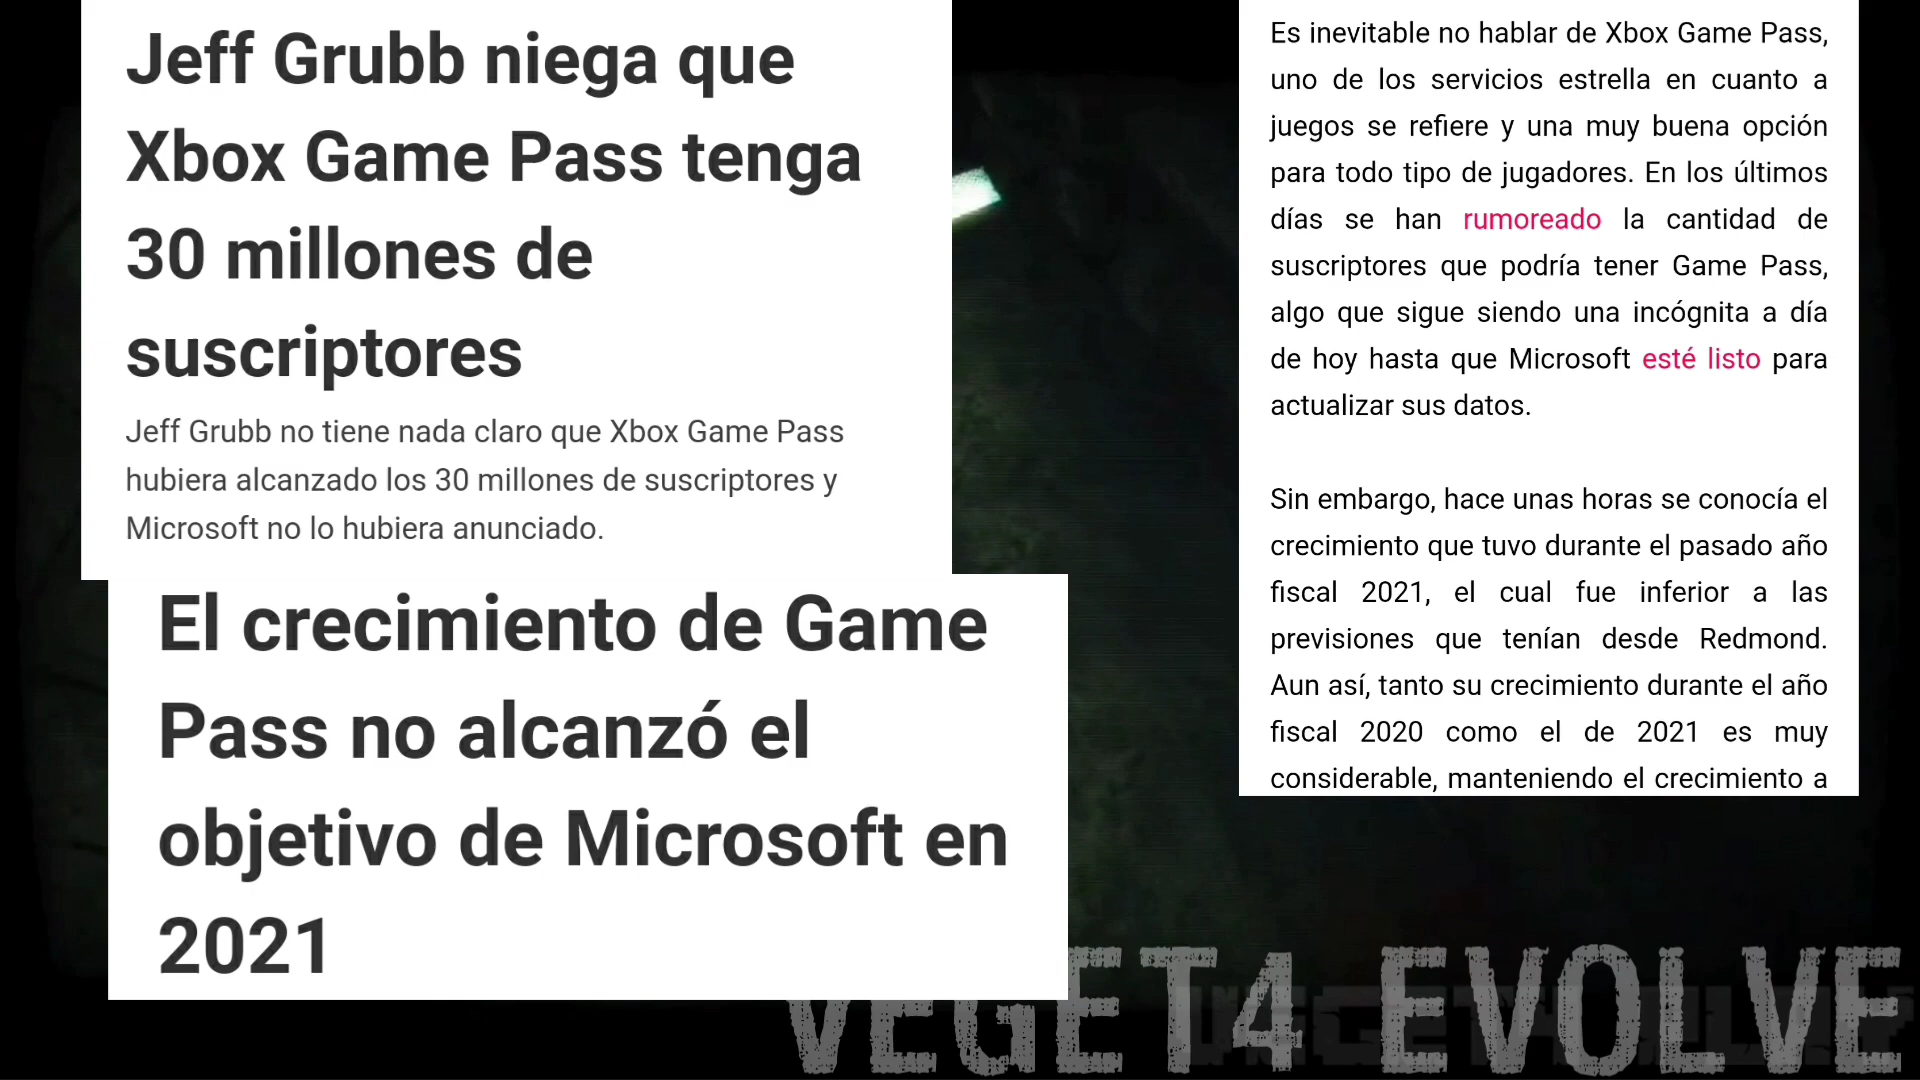 Jeff Grubb niega que
Xbox Game Pass tenga
30 millones de
suscriptores
Jeff Grubb no tiene nada claro que Xbox Game Pass
hubiera alcanzado los 30 millones de suscriptores y
Microsoft no lo hubiera anunciado.
El crecimiento de Game
Pass no alcanzó el
objetivo de Microsoft en
2021
Es inevitable no hablar de Xbox Game Pass,
uno de los servicios estrella en cuanto a
juegos se refiere y una muy buena opción
para todo tipo de jugadores. En los últimos
días se han rumoreado la cantidad de
suscriptores que podría tener Game Pass,
algo que sigue siendo una incógnita a día
de hoy hasta que Microsoft esté listo para
actualizar sus datos.
Sin embargo, hace unas horas se conocía el
crecimiento que tuvo durante el pasado año
fiscal 2021, el cual fue inferior a las
previsiones que tenían desde Redmond.
Aun así, tanto su crecimiento durante el año
fiscal 2020 como el de 2021 es muy
considerable, manteniendo el crecimiento a
VEGET4 EVOLVE